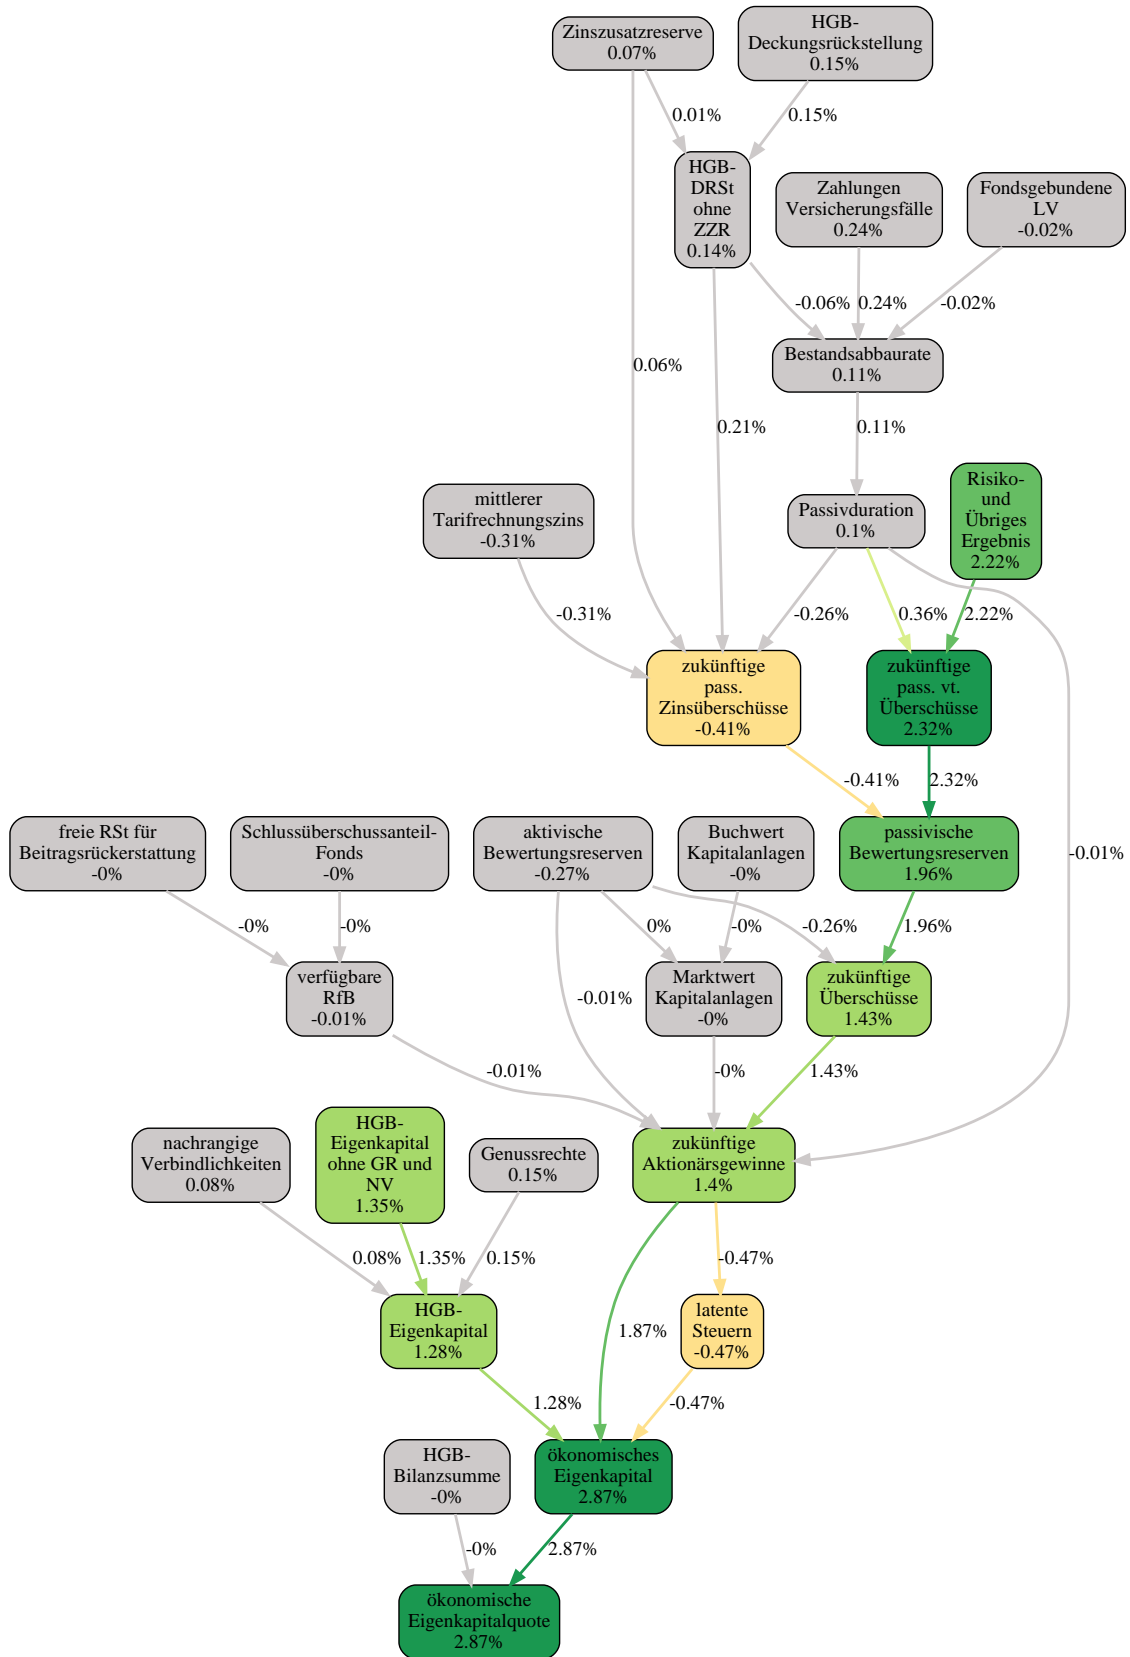 Zinszusatzreserve
0.07%
HGB-
Deckungsrückstellung
0.15%
0.01%
0.15%
HGB-
DRSt
ohne
ZZR
0.14%
Zahlungen
Versicherungsfälle
0.24%
Fondsgebundene
LV
-0.02%
-0.06%
0.24%
-0.02%
Bestandsabbaurate
0.11%
0.06%
0.21%
0.11%
mittlerer
Tarifrechnungszins
-0.31%
Passivduration
0.1%
Risiko-
und
Übriges
Ergebnis
2.22%
-0.31%
-0.26%
0.36%
2.22%
zukünftige
pass.
Zinsüberschüsse
-0.41%
zukünftige
pass. vt.
Überschüsse
2.32%
-0.41%
2.32%
freie RSt für
Beitragsrückerstattung
-0%
Schlussüberschussanteil-
Fonds
-0%
aktivische
Bewertungsreserven
-0.27%
Buchwert
Kapitalanlagen
-0%
passivische
Bewertungsreserven
1.96%
-0.01%
-0%
-0%
0%
-0%
-0.26%
1.96%
verfügbare
RfB
-0.01%
-0.01%
Marktwert
Kapitalanlagen
-0%
zukünftige
Überschüsse
1.43%
-0.01%
-0%
1.43%
nachrangige
Verbindlichkeiten
0.08%
HGB-
Eigenkapital
ohne GR und
NV
1.35%
Genussrechte
0.15%
zukünftige
Aktionärsgewinne
1.4%
0.08%
1.35%
0.15%
-0.47%
HGB-
Eigenkapital
1.28%
1.87%
latente
Steuern
-0.47%
1.28%
-0.47%
HGB-
Bilanzsumme
-0%
ökonomisches
Eigenkapital
2.87%
-0%
2.87%
ökonomische
Eigenkapitalquote
2.87%